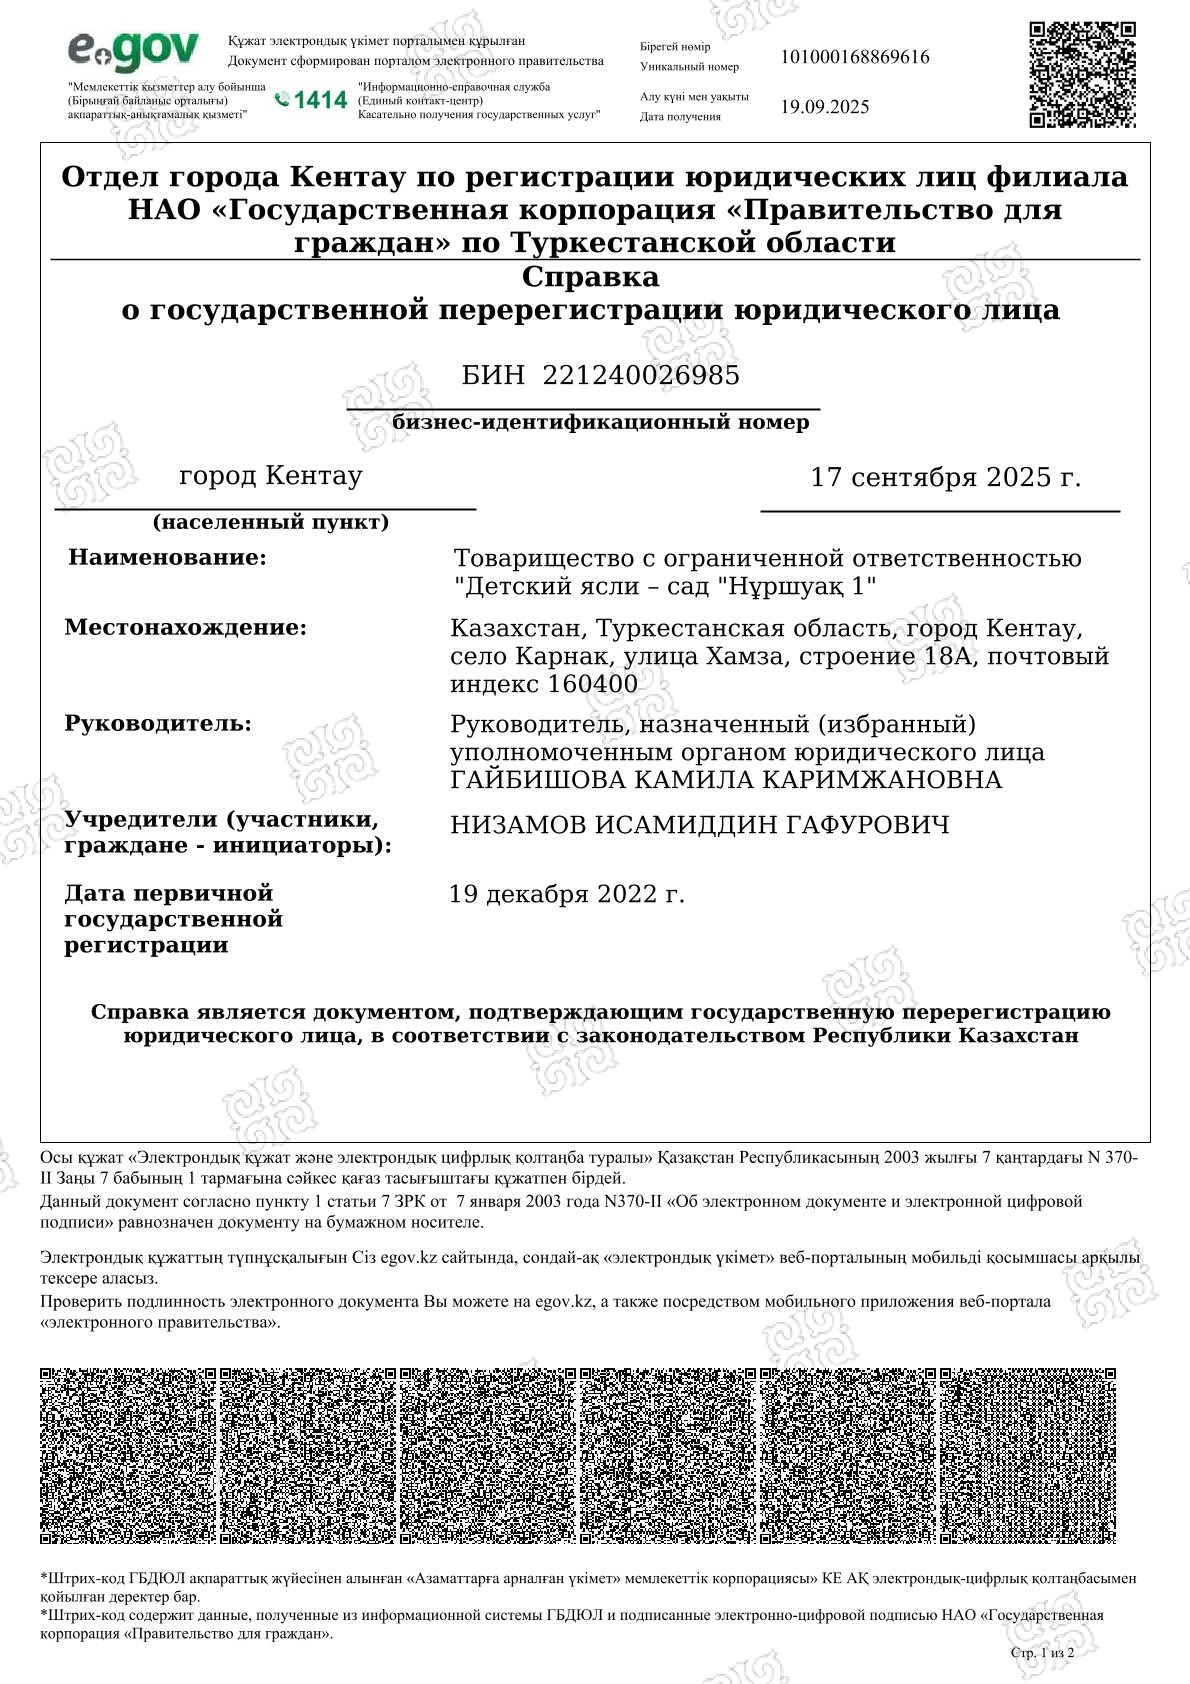 e.gov
Құжат электрондық үкімет порталымен құрылған
Документ сформирован порталом электронного правительства
"Мемлекеттік қызметтер алу бойынша
(Бірыңғай байланыс орталығы)
ақпараттық-анықтамалық қызметі"
1414
"Информационно-справочная служба
(Единый контакт-центр)
Касательно получения государственных услуг"
Бірегей нөмір
Уникальный номер
101000168869616
Алу күні мен уақыты
Дата получения
19.09.2025
Отдел города Кентау по регистрации юридических лиц филиала
НАО «Государственная корпорация «Правительство для
граждан» по Туркестанской области
Справка
о государственной перерегистрации юридического лица
БИН 221240026985
бизнес-идентификационный номер
город Кентау
17 сентября 2025 г.
(населенный пункт)
Наименование:
Товарищество с ограниченной ответственностью
"Детский ясли – сад "Нұршуақ 1"
Местонахождение:
Казахстан, Туркестанская область, город Кентау,
село Карнак, улица Хамза, строение 18А, почтовый
индекс 160400
Руководитель:
Руководитель, назначенный (избранный)
уполномоченным органом юридического лица
ГАЙБИШОВА КАМИЛА КАРИМЖАНОВНА
Учредители (участники,
граждане - инициаторы):
НИЗАМОВ ИСАМИДДИН ГАФУРОВИЧ
Дата первичной
государственной
регистрации
19 декабря 2022 г.
Справка является документом, подтверждающим государственную перерегистрацию
юридического лица, в соответствии с законодательством Республики Казахстан
Осы құжат «Электрондық құжат және электрондық цифрлық қолтаңба туралы» Қазақстан Республикасының 2003 жылғы 7 қаңтардағы N 370-
II Заңы 7 бабының 1 тармағына сәйкес қағаз тасығыштағы құжатпен бірдей.
Данный документ согласно пункту 1 статьи 7 ЗРК от 7 января 2003 года N370-II «Об электронном документе и электронной цифровой
подписи» равнозначен документу на бумажном носителе.
Электрондық құжаттың түпнұсқалығын Сіз egov.kz сайтында, сондай-ақ «электрондық үкімет» веб-порталының мобильді қосымшасы арқылы
тексере аласыз.
Проверить подлинность электронного документа Вы можете на egov.kz, а также посредством мобильного приложения веб-портала
«электронного правительства».
*Штрих-код ГБДЮЛ ақпараттық жүйесінен алынған «Азаматтарға арналған үкімет» мемлекеттік корпорациясы» КЕ АҚ электрондық-цифрлық қолтаңбасымен
қойылған деректер бар.
*Штрих-код содержит данные, полученные из информационной системы ГБДЮЛ и подписанные электронно-цифровой подписью НАО «Государственная
корпорация «Правительство для граждан».
Стр. 1 из 2